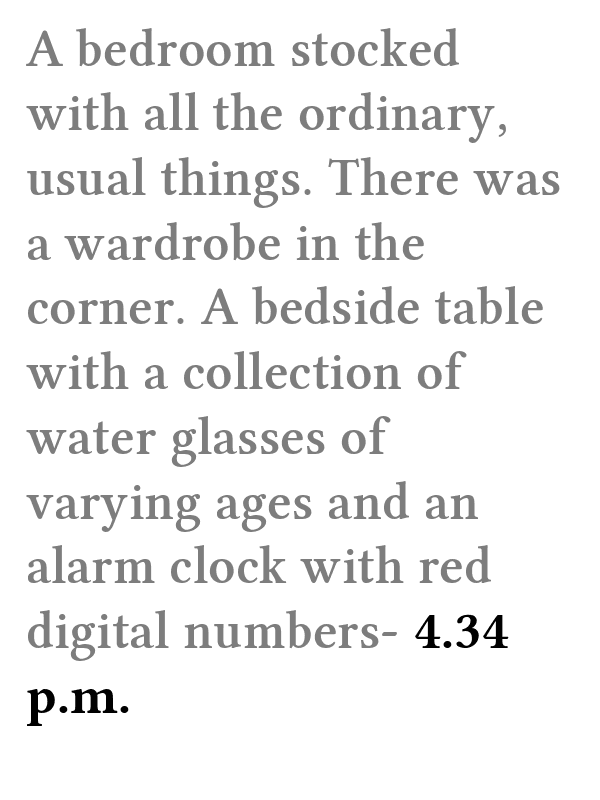 A bedroom stocked
with all the ordinary,
usual things. There was
a wardrobe in the
corner. A bedside table
with a collection of
water glasses of
varying ages and an
alarm clock with red
digital numbers- 4.34
p.m.